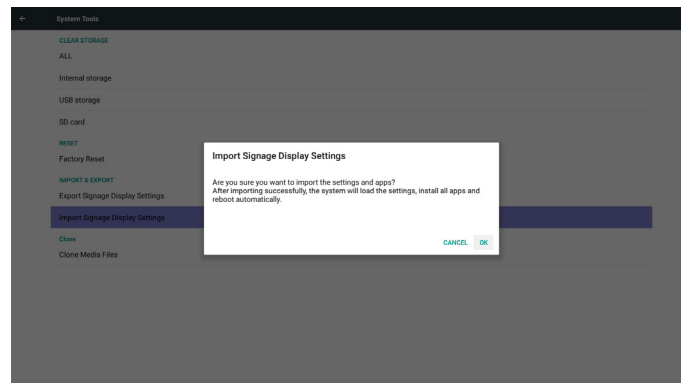 System Tools
CLEAR STORAGE
ALL
Internal storage
USB storage
SD card
RESET
Factory Reset
IMPORT & EXPORT
Export Signage Display Settings
Import Signage Display Settings
Clone
Clone Media Files
Import Signage Display Settings
Are you sure you want to import the settings and apps?
After importing successfully, the system will load the settings, install all apps and
reboot automatically.
CANCEL OK